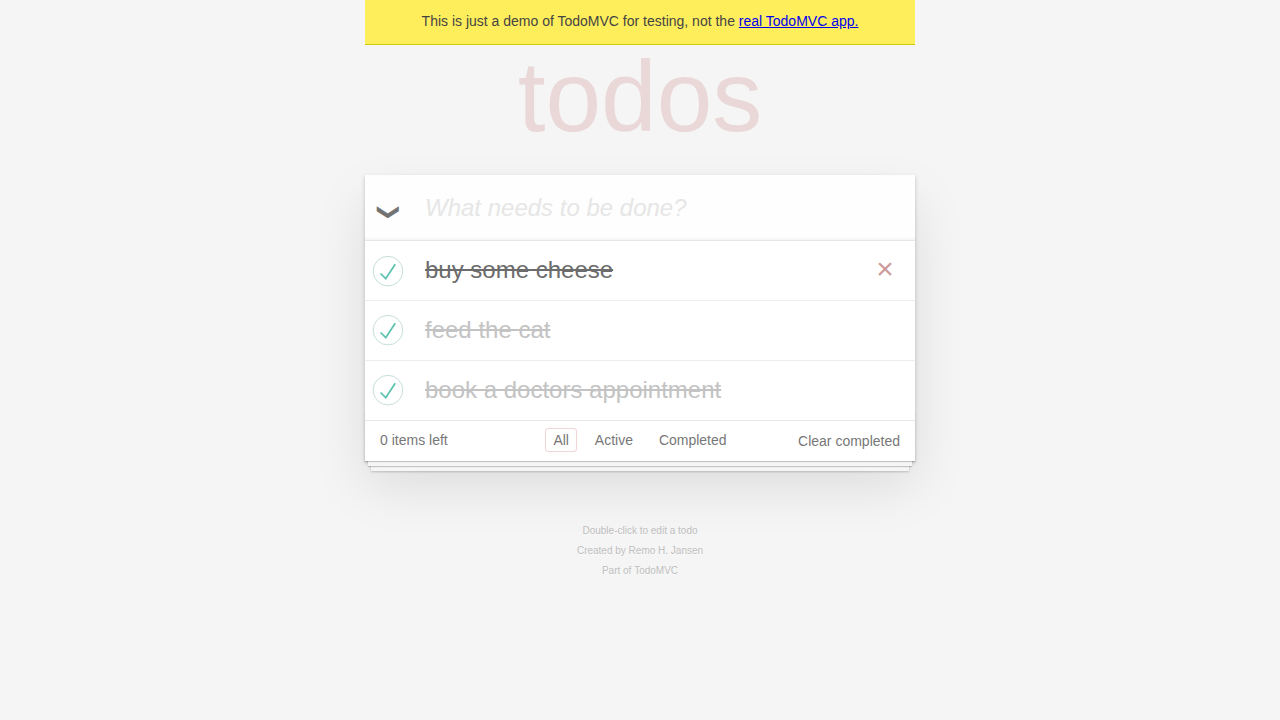 This is just a demo of TodoMVC for testing, not the real TodoMVC app.
todos
What needs to be done?
buy some cheese
feed the cat
book a doctors appointment
0 items left All Active Completed Clear completed
Double-click to edit a todo
Created by Remo H. Jansen
Part of TodoMVC